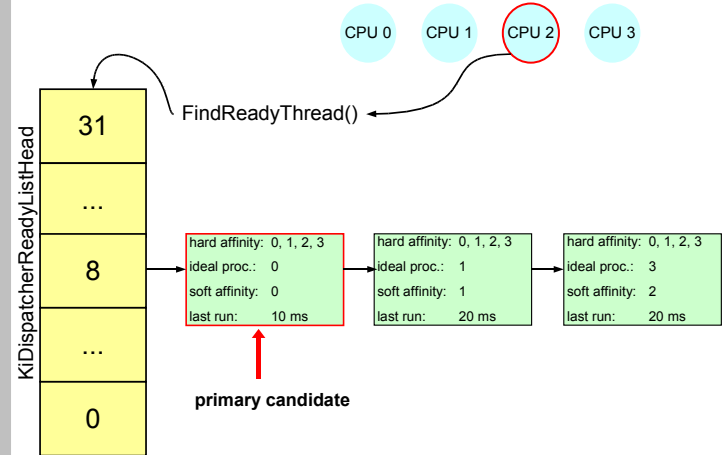 CPU 0
CPU 1
CPU 2
CPU 3
FindReadyThread()
KiDispatcherReadyListHead
31
...
8
...
0
hard affinity: 0, 1, 2, 3
ideal proc.: 0
soft affinity: 0
last run: 10 ms
hard affinity: 0, 1, 2, 3
ideal proc.: 1
soft affinity: 1
last run: 20 ms
hard affinity: 0, 1, 2, 3
ideal proc.: 3
soft affinity: 2
last run: 20 ms
primary candidate